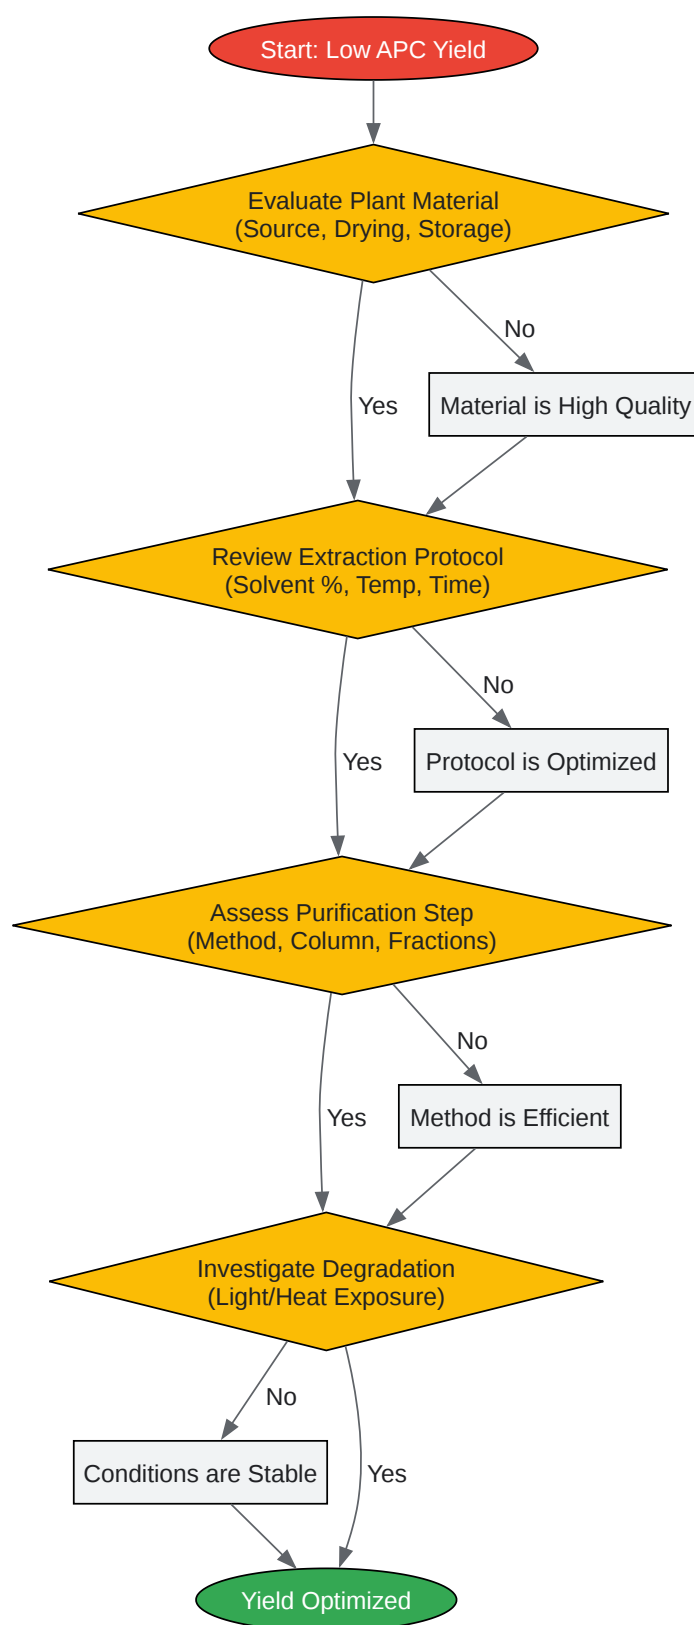 Start: Low APC Yield
Evaluate Plant Material
(Source, Drying, Storage)
No
Yes
Material is High Quality
Review Extraction Protocol
(Solvent %, Temp, Time)
No
Yes
Protocol is Optimized
Assess Purification Step
(Method, Column, Fractions)
No
Yes
Method is Efficient
Investigate Degradation
(Light/Heat Exposure)
No
Conditions are Stable
Yes
Yield Optimized